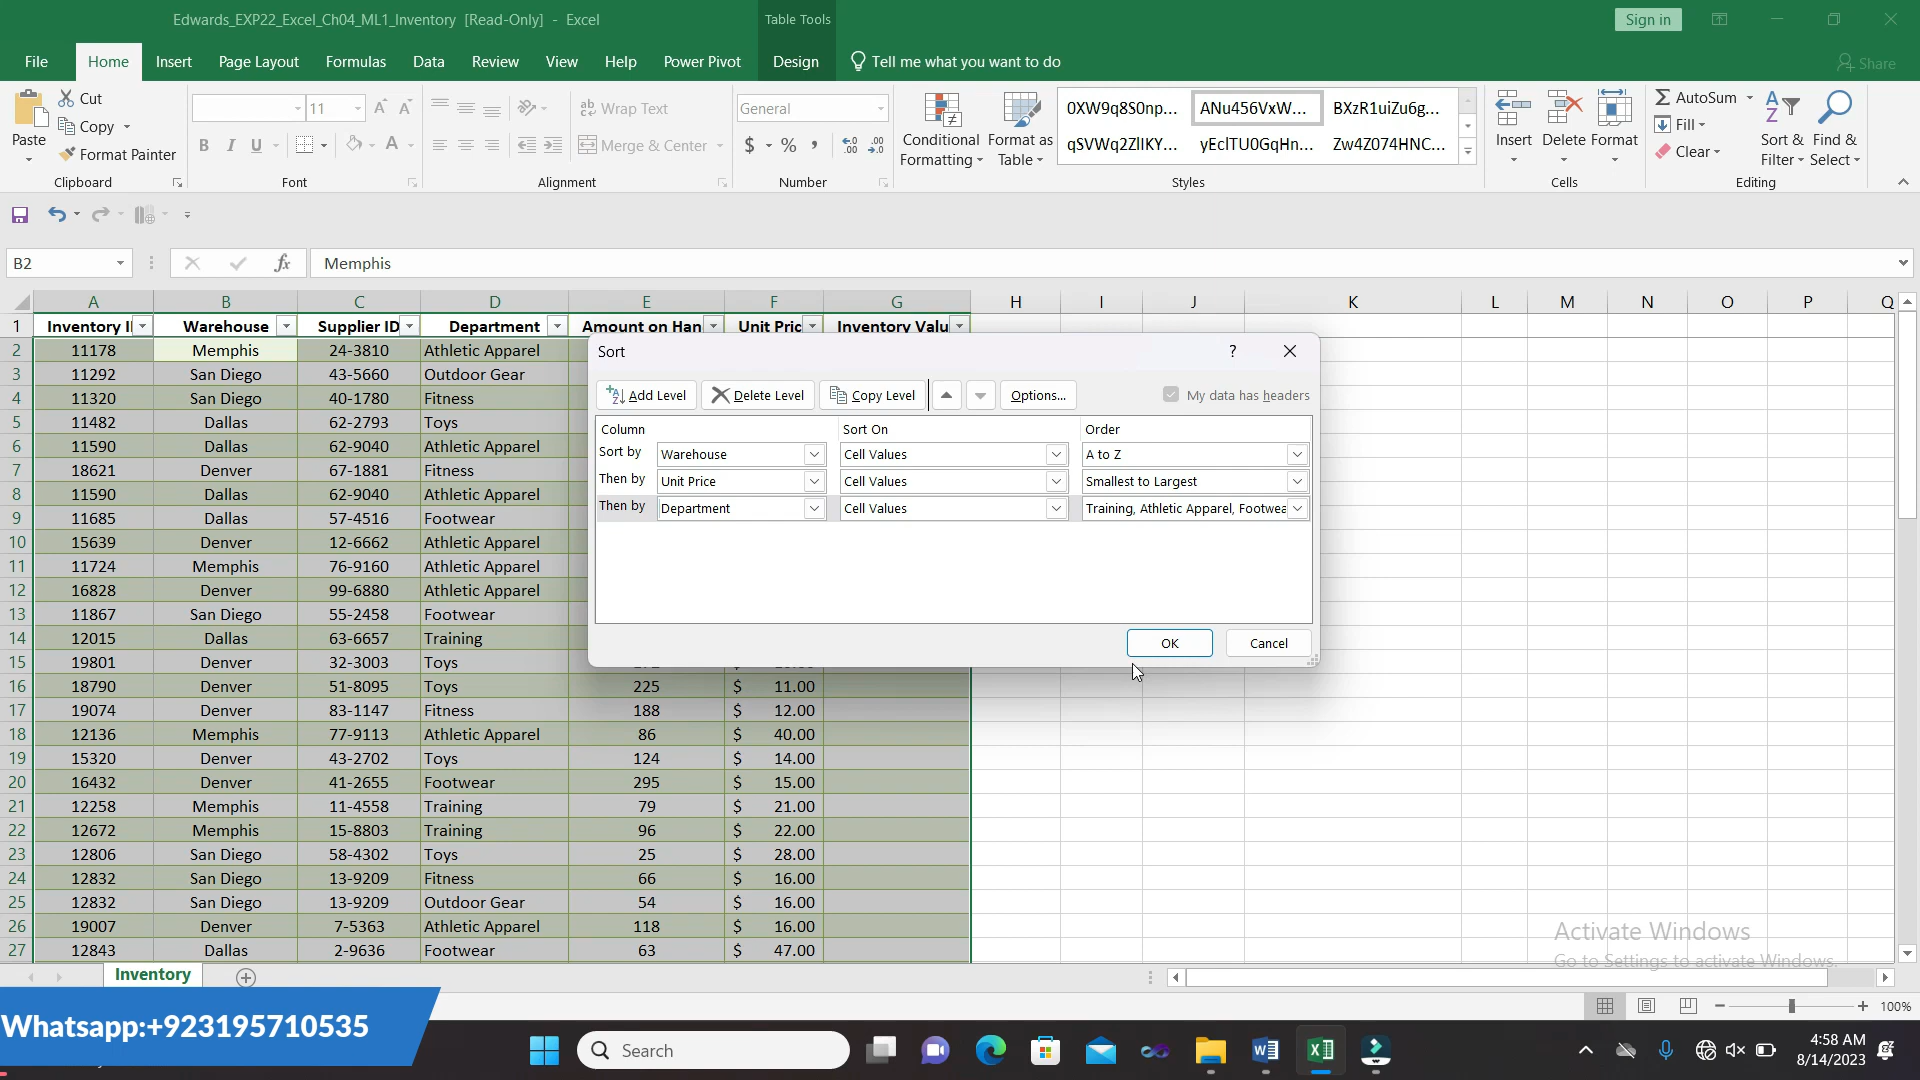 Edwards_EXP22_Excel_Ch04_ML1_Inventory [Read-Only] - Excel
Table Tools
Sign in
File Home Insert Page Layout Formulas Data Review View Help Power Pivot Design Tell me what you want to do Share
Paste Cut
Copy
Format Painter
Clipboard
11
B I U A
Font
Wrap Text
Merge & Center
Alignment
General
$ % ,
Number
Conditional Formatting
Format as Table
0XW9q8S0np... ANu456VxW... BXzR1uiZu6g...
qSVWq2ZlIKY... yEclTU0GqHn... Zw4Z074HNC...
Styles
Insert Delete Format
Cells
AutoSum
Fill
Clear
Sort & Filter
Find & Select
Editing
B2 fx Memphis
A B C D E F G H I J K L M N O P Q
1 Inventory I Warehouse Supplier ID Department Amount on Han Unit Pric Inventory Valu
2 11178 Memphis 24-3810 Athletic Apparel
3 11292 San Diego 43-5660 Outdoor Gear
4 11320 San Diego 40-1780 Fitness
5 11482 Dallas 62-2793 Toys
6 11590 Dallas 62-9040 Athletic Apparel
7 18621 Denver 67-1881 Fitness
8 11590 Dallas 62-9040 Athletic Apparel
9 11685 Dallas 57-4516 Footwear
10 15639 Denver 12-6662 Athletic Apparel
11 11724 Memphis 76-9160 Athletic Apparel
12 16828 Denver 99-6880 Athletic Apparel
13 11867 San Diego 55-2458 Footwear
14 12015 Dallas 63-6657 Training
15 19801 Denver 32-3003 Toys
16 18790 Denver 51-8095 Toys 225 $ 11.00
17 19074 Denver 83-1147 Fitness 188 $ 12.00
18 12136 Memphis 77-9113 Athletic Apparel 86 $ 40.00
19 15320 Denver 43-2702 Toys 124 $ 14.00
20 16432 Denver 41-2655 Footwear 295 $ 15.00
21 12258 Memphis 11-4558 Training 79 $ 21.00
22 12672 Memphis 15-8803 Training 96 $ 22.00
23 12806 San Diego 58-4302 Toys 25 $ 28.00
24 12832 San Diego 13-9209 Fitness 66 $ 16.00
25 12832 San Diego 13-9209 Outdoor Gear 54 $ 16.00
26 19007 Denver 7-5363 Athletic Apparel 118 $ 16.00
27 12843 Dallas 2-9636 Footwear 63 $ 47.00
Sort ?
Add Level Delete Level Copy Level Options... My data has headers
Column Sort On Order
Sort by Warehouse Cell Values A to Z
Then by Unit Price Cell Values Smallest to Largest
Then by Department Cell Values Training, Athletic Apparel, Footwea
OK Cancel
Activate Windows
Go to Settings to activate Windows.
Inventory
100%
Whatsapp:+923195710535
Search
4:58 AM
8/14/2023